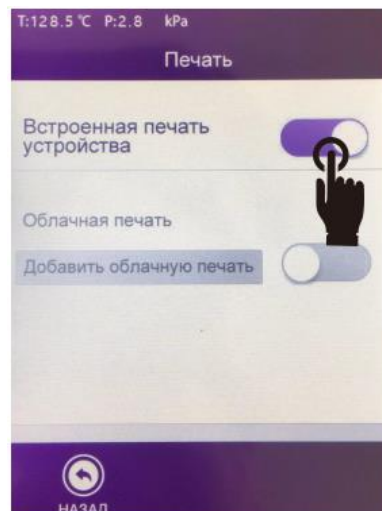 T:128.5 ℃ P:2.8 kPa
Печать
Встроенная печать
устройства
Облачная печать
Добавить облачную печать
НАЗАД